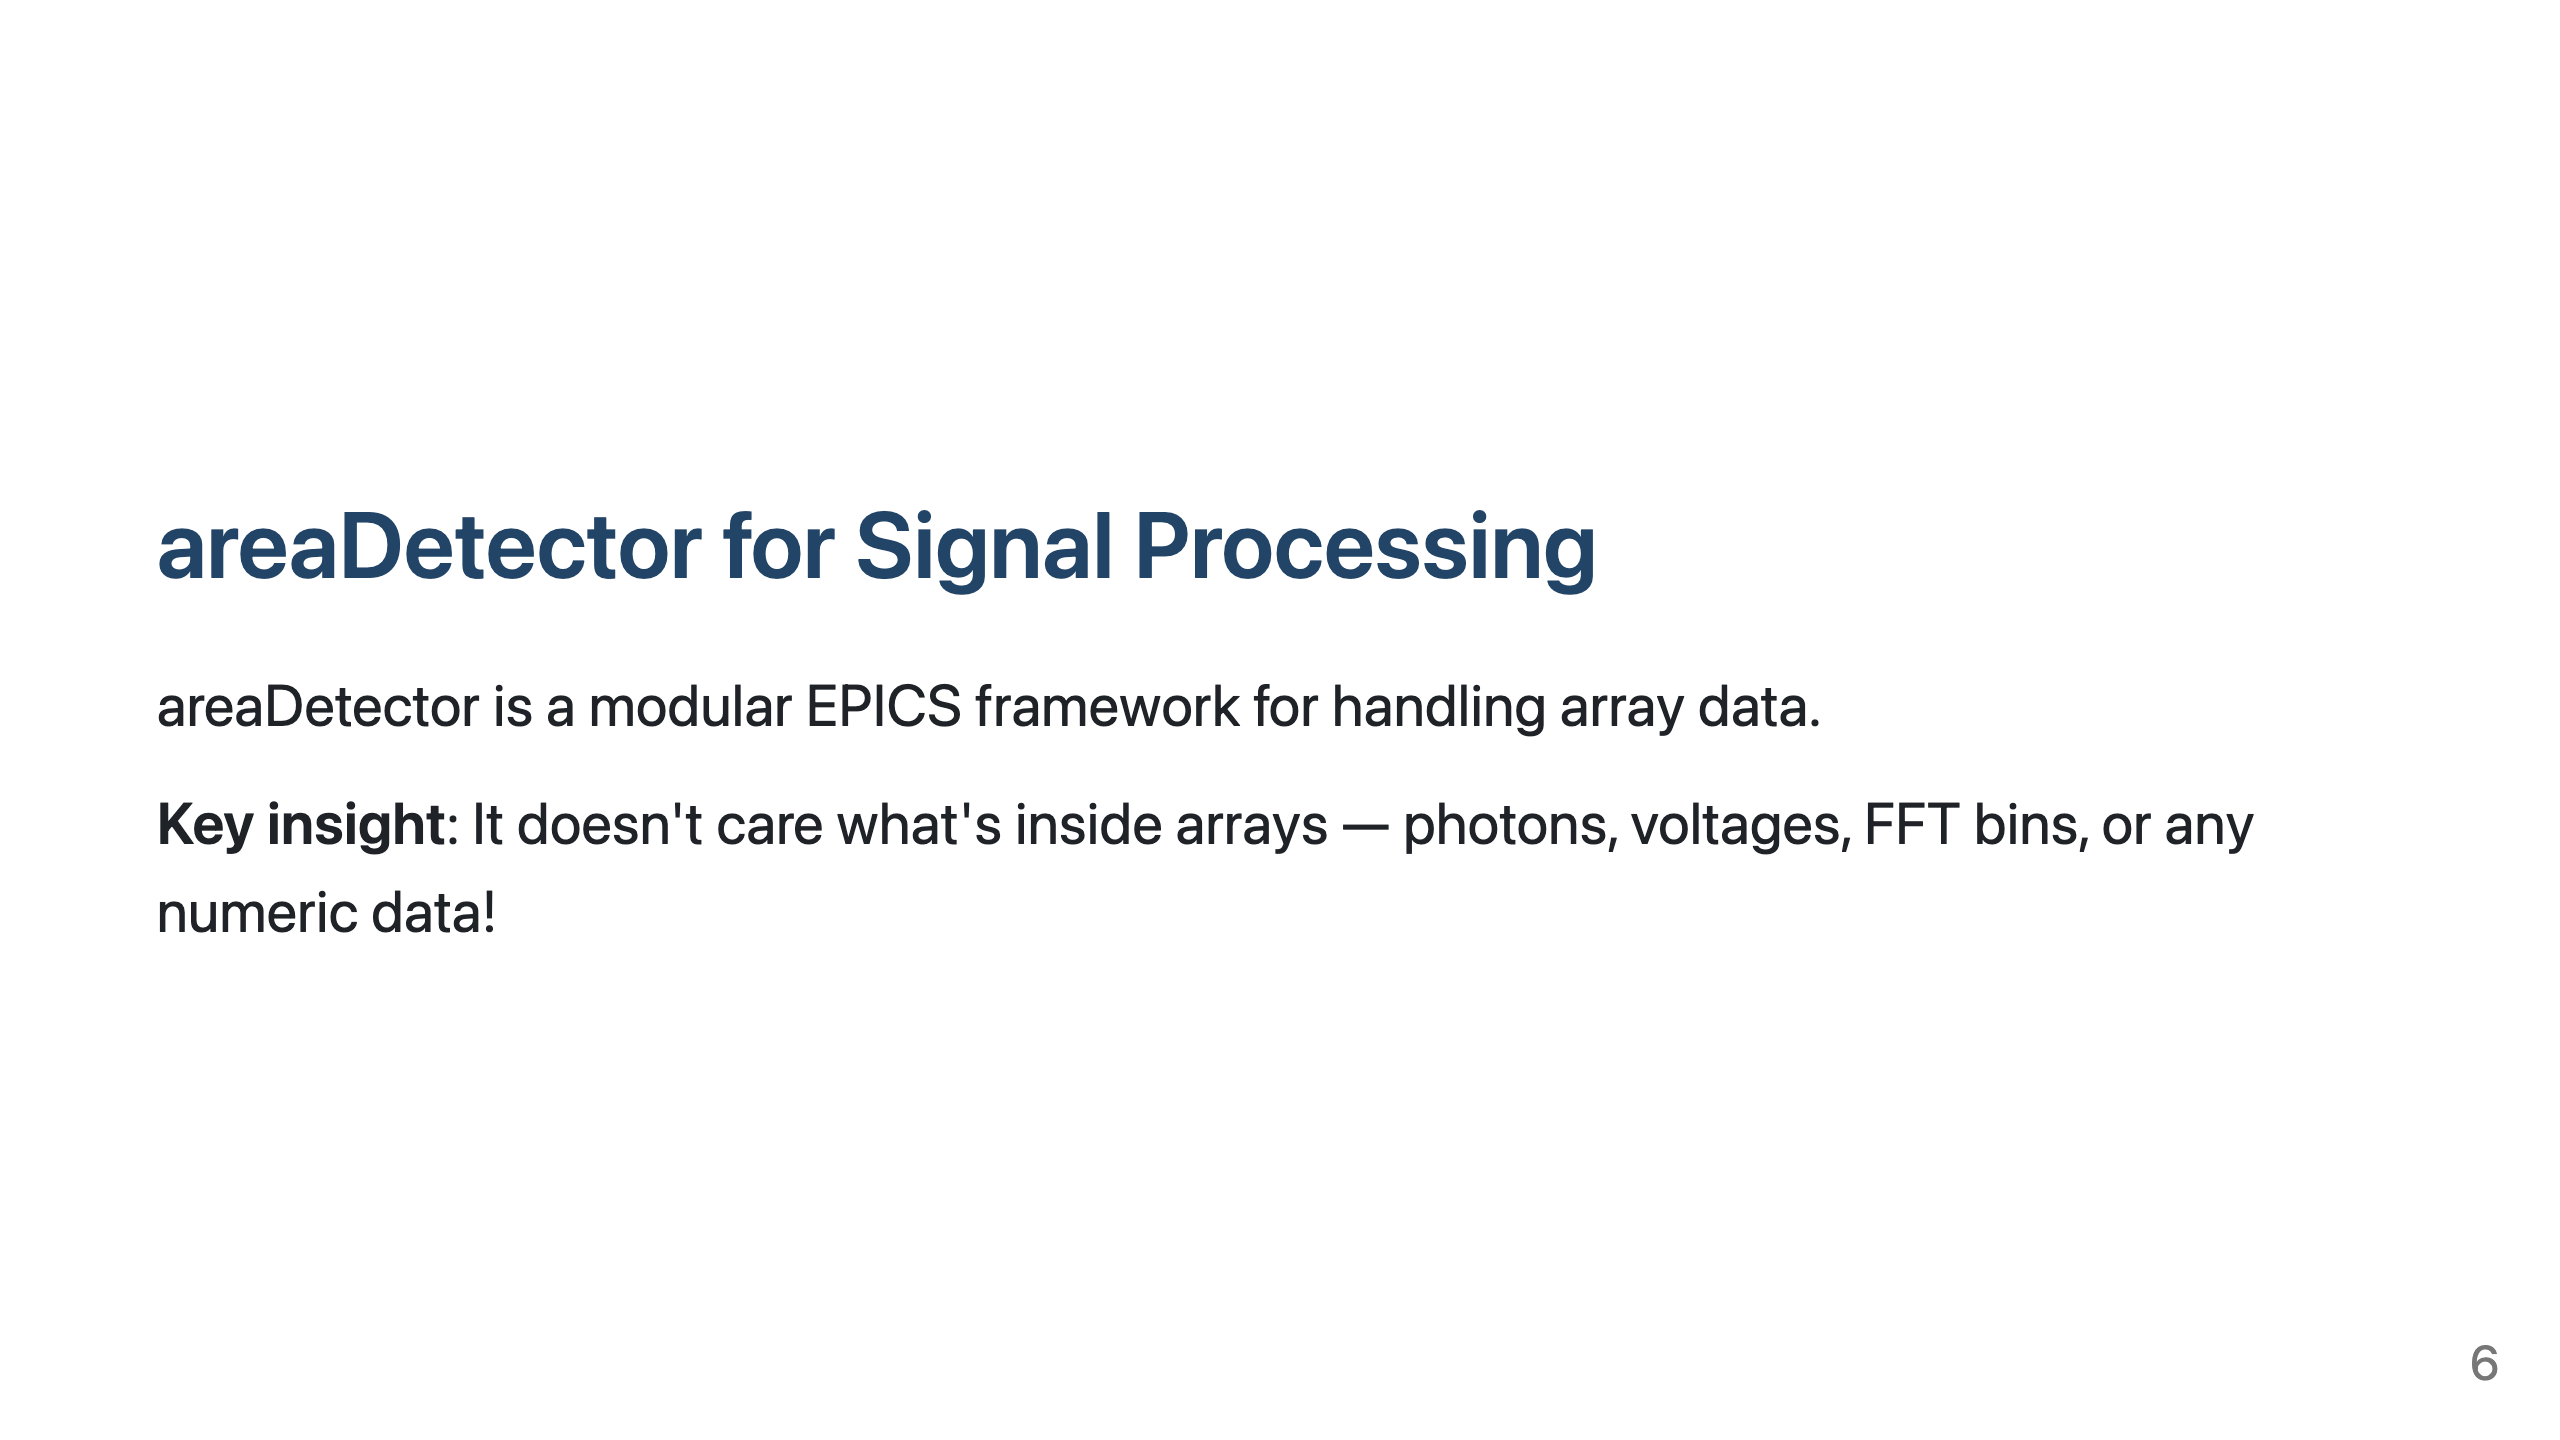 areaDetector for Signal Processing
areaDetector is a modular EPICS framework for handling array data.
Key insight: It doesn't care what's inside arrays — photons, voltages, FFT bins, or any
numeric data!
6